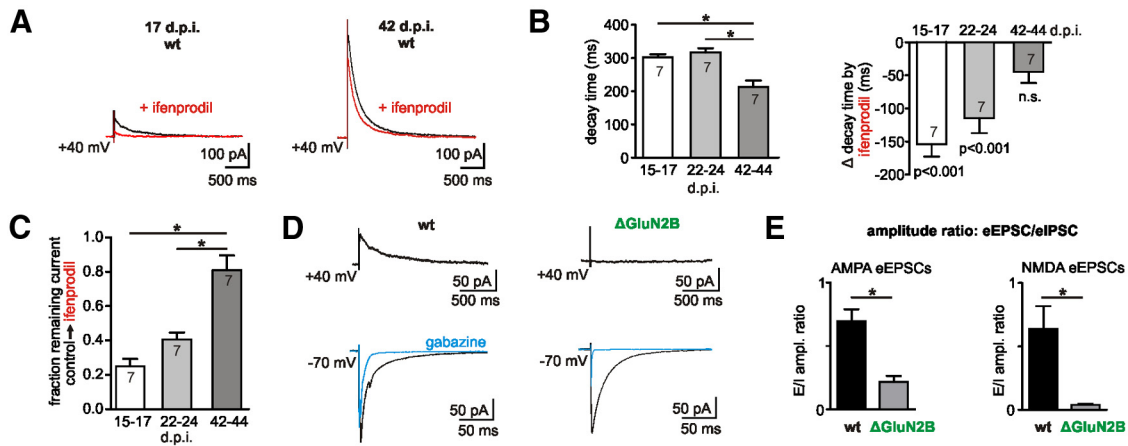 A
17 d.p.i.
wt
+ ifenprodil
+40 mV
100 pA
500 ms
42 d.p.i.
wt
+ ifenprodil
+40 mV
100 pA
500 ms
B
decay time (ms)
400
300
200
100
0
*
*
7
7
7
15-17
22-24
42-44
d.p.i.
15-17
22-24
42-44
d.p.i.
Δ decay time by
ifenprodil (ms)
0
-50
-100
-150
-200
7
7
7
p<0.001
p<0.001
n.s.
C
fraction remaining current
control→ifenprodil
1.0
0.8
0.6
0.4
0.2
0.0
*
*
7
7
7
15-17
22-24
42-44
d.p.i.
D
wt
+40 mV
50 pA
500 ms
gabazine
-70 mV
50 pA
50 ms
ΔGluN2B
+40 mV
50 pA
500 ms
-70 mV
50 pA
50 ms
E
amplitude ratio: eEPSC/eIPSC
AMPA eEPSCs
E/I ampl. ratio
1
0
*
wt
ΔGluN2B
NMDA eEPSCs
E/I ampl. ratio
1
0
*
wt
ΔGluN2B